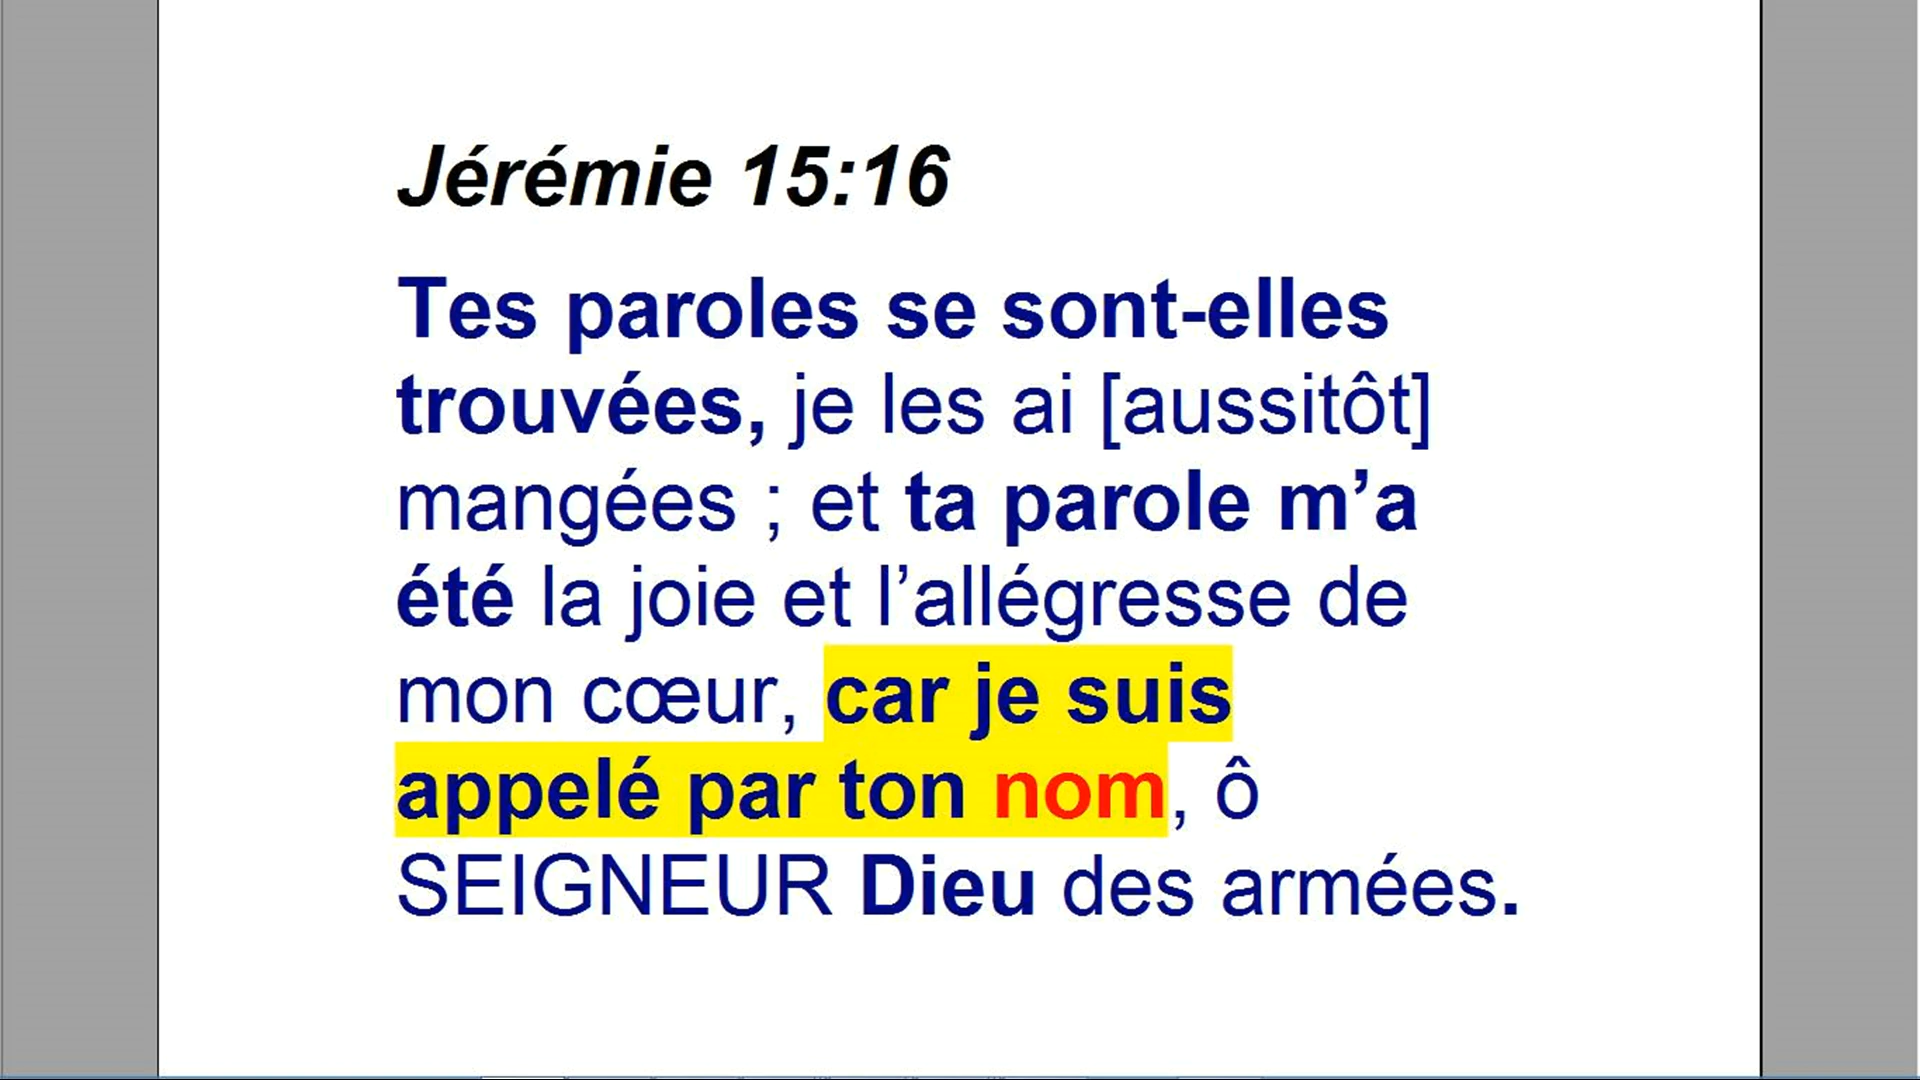 Jérémie 15:16
Tes paroles se sont-elles
trouvées, je les ai [aussitôt]
mangées ; et ta parole m’a
été la joie et l’allégresse de
mon cœur, car je suis
appelé par ton nom, ô
SEIGNEUR Dieu des armées.